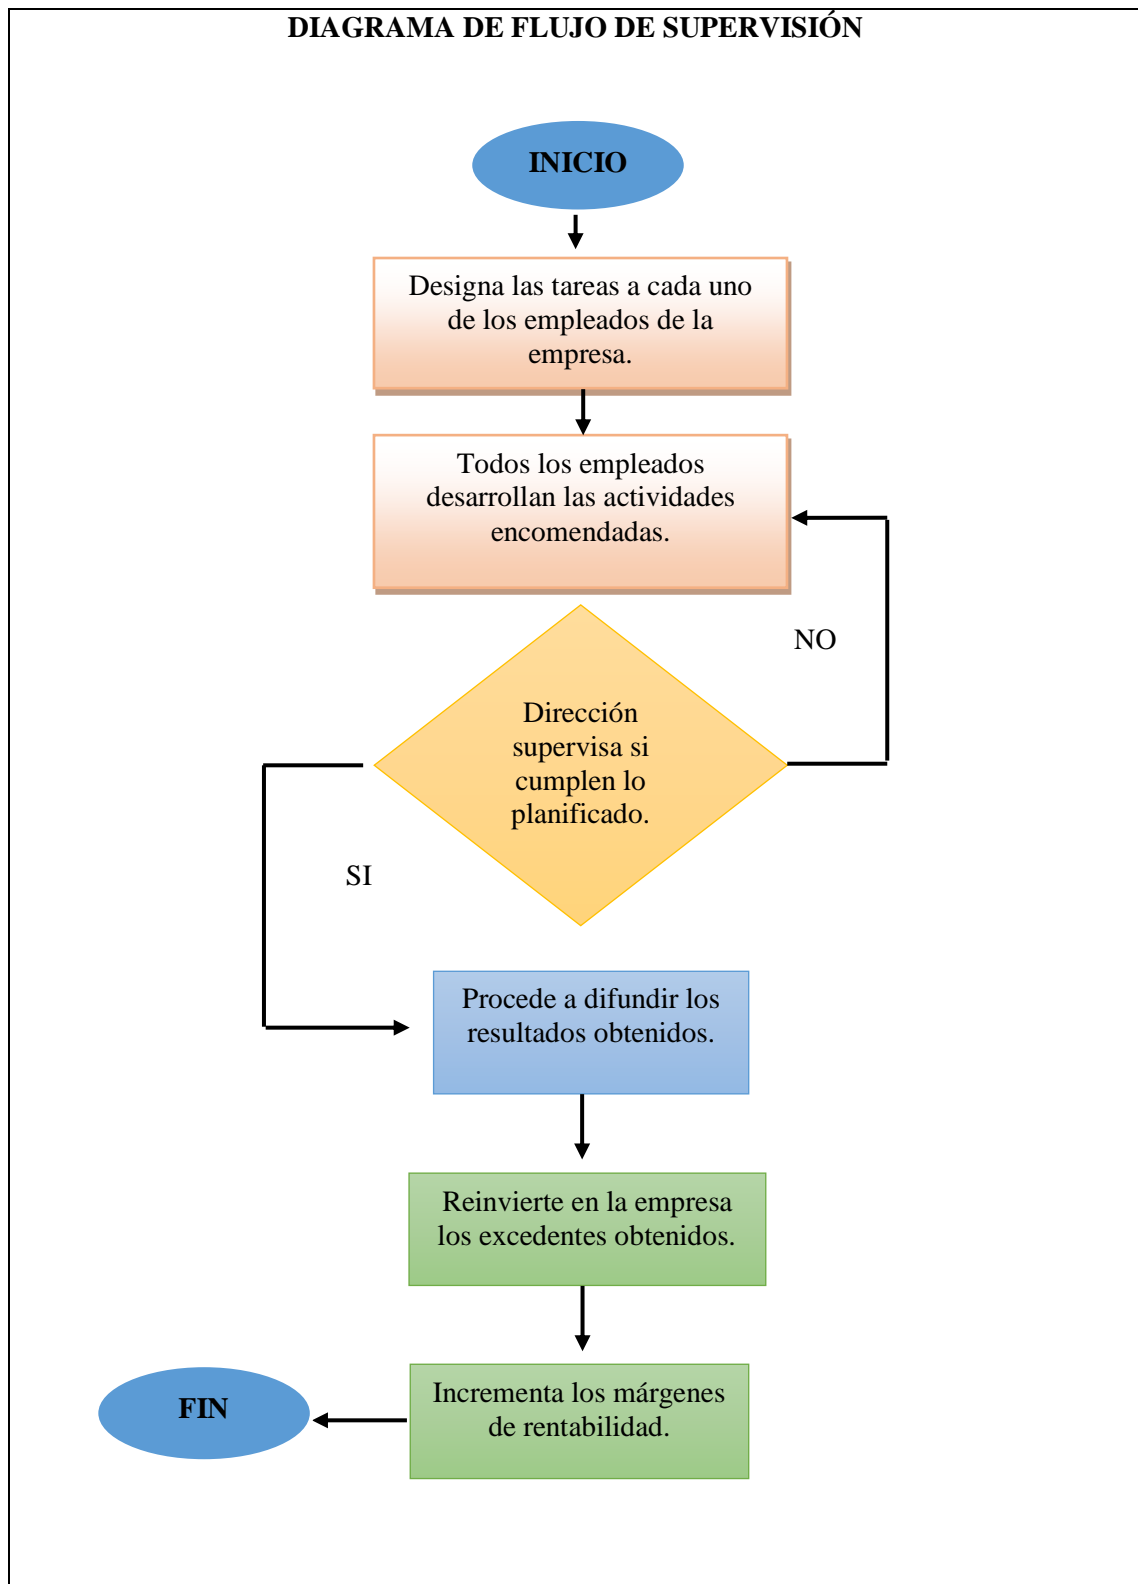 DIAGRAMA DE FLUJO DE SUPERVISIÓN
INICIO
Designa las tareas a cada uno
de los empleados de la
empresa.
Todos los empleados
desarrollan las actividades
encomendadas.
NO
Dirección
supervisa si
cumplen lo
planificado.
SI
Procede a difundir los
resultados obtenidos.
Reinvierte en la empresa
los excedentes obtenidos.
Incrementa los márgenes
de rentabilidad.
FIN